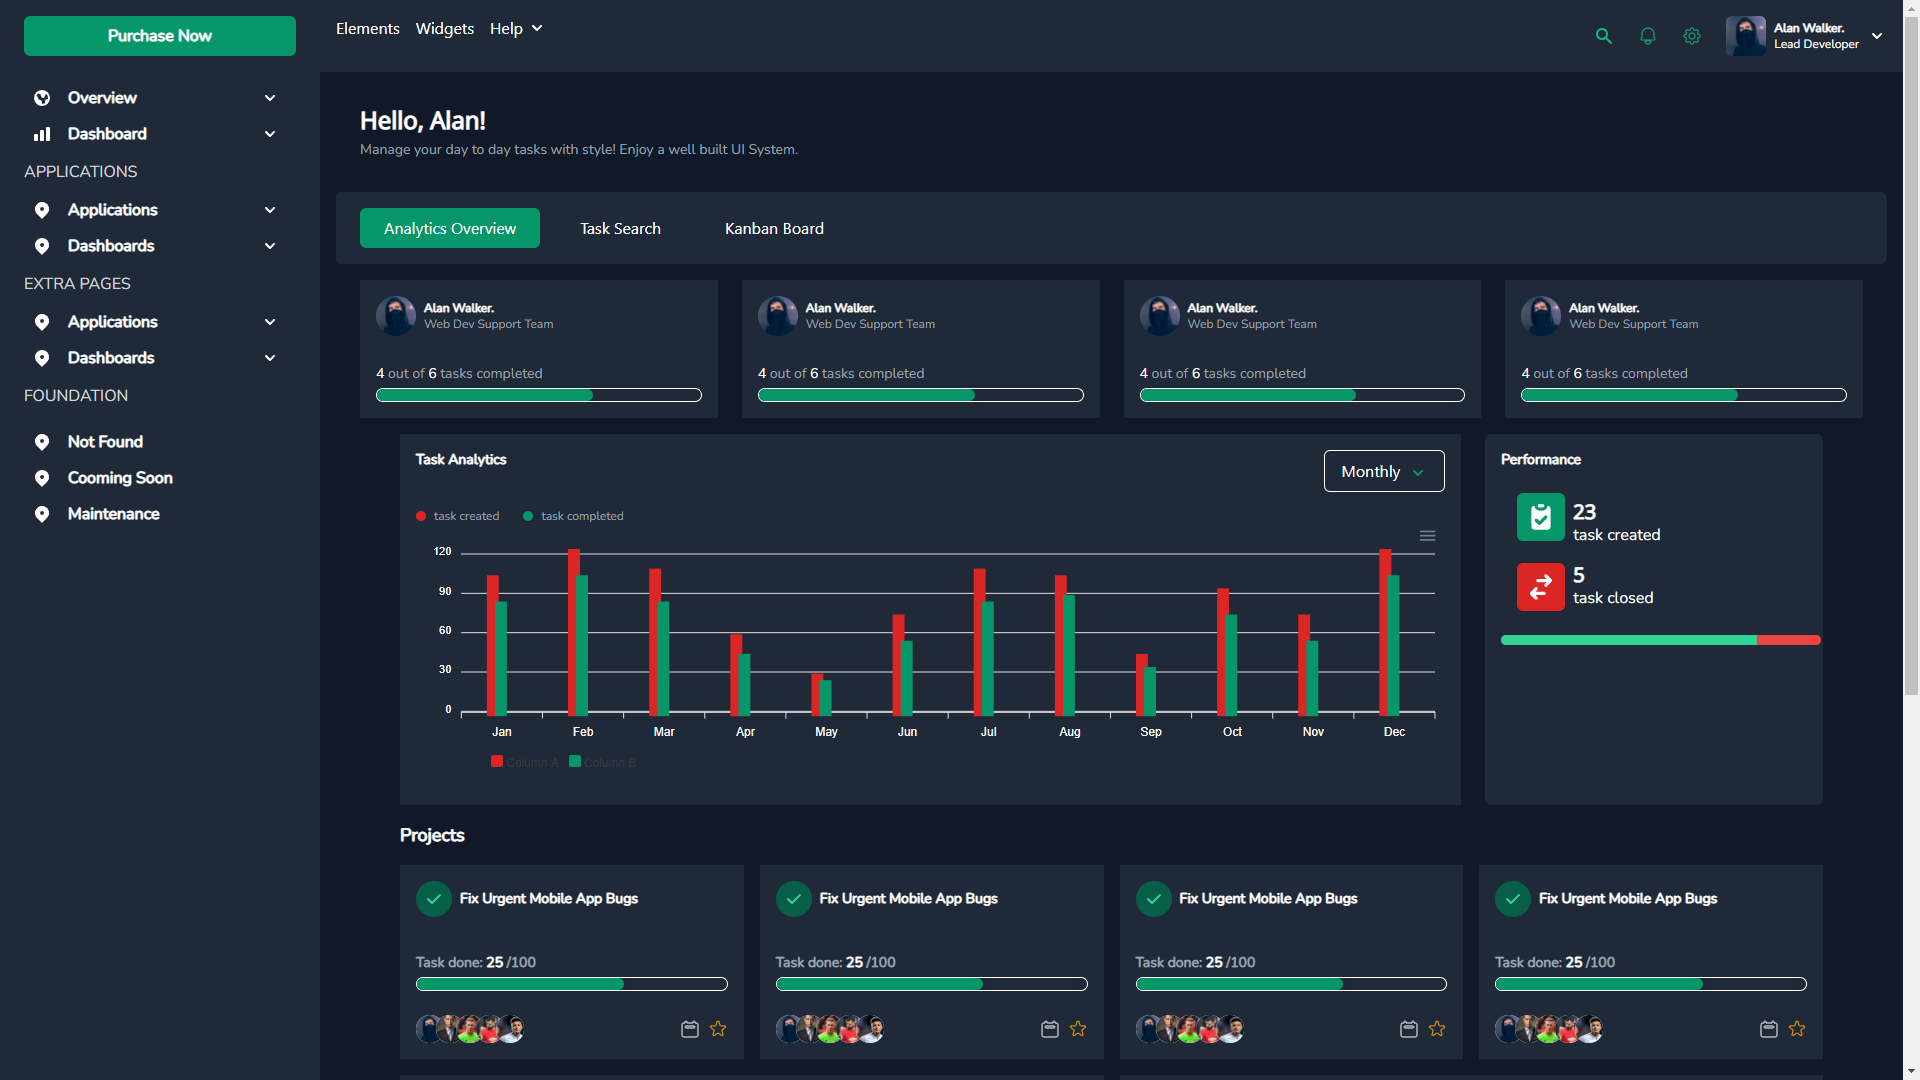 Purchase Now
Elements Widgets Help
Alan Walker.
Lead Developer
Overview
Dashboard
APPLICATIONS
Applications
Dashboards
EXTRA PAGES
Applications
Dashboards
FOUNDATION
Not Found
Cooming Soon
Maintenance
Hello, Alan!
Manage your day to day tasks with style! Enjoy a well built UI System.
Analytics Overview Task Search Kanban Board
Alan Walker.
Web Dev Support Team
4 out of 6 tasks completed
Alan Walker.
Web Dev Support Team
4 out of 6 tasks completed
Alan Walker.
Web Dev Support Team
4 out of 6 tasks completed
Alan Walker.
Web Dev Support Team
4 out of 6 tasks completed
Task Analytics
Monthly
task created task completed
120
90
60
30
0
Jan Feb Mar Apr May Jun Jul Aug Sep Oct Nov Dec
Column A Column B
Performance
23
task created
5
task closed
Projects
Fix Urgent Mobile App Bugs
Task done: 25 /100
Fix Urgent Mobile App Bugs
Task done: 25 /100
Fix Urgent Mobile App Bugs
Task done: 25 /100
Fix Urgent Mobile App Bugs
Task done: 25 /100